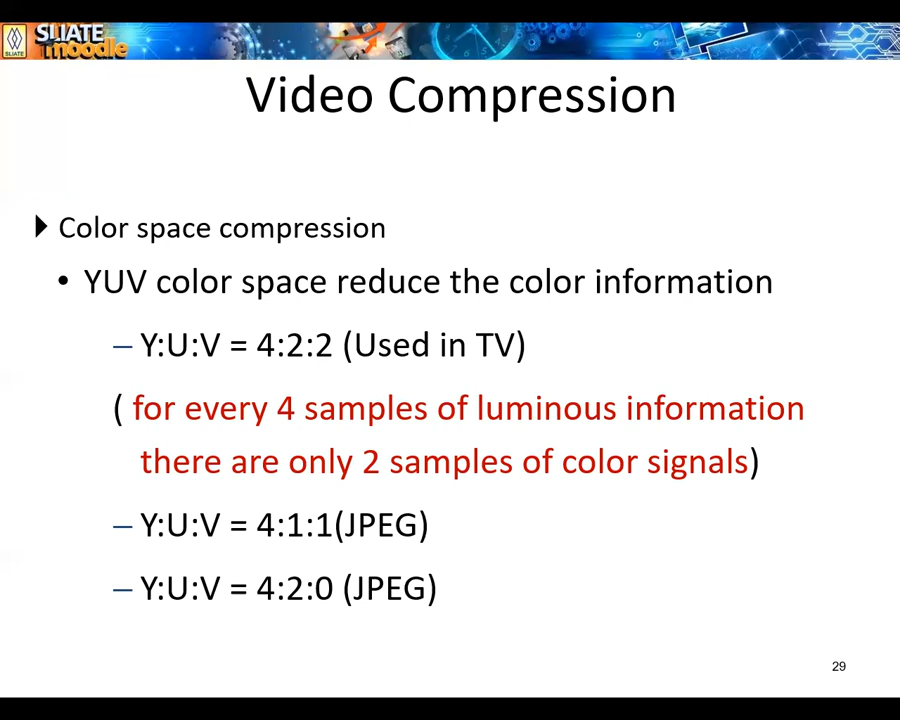 SLIATE
moodle
SLIATE
Video Compression
Color space compression
• YUV color space reduce the color information
– Y:U:V = 4:2:2 (Used in TV)
( for every 4 samples of luminous information
there are only 2 samples of color signals)
– Y:U:V = 4:1:1(JPEG)
– Y:U:V = 4:2:0 (JPEG)
29